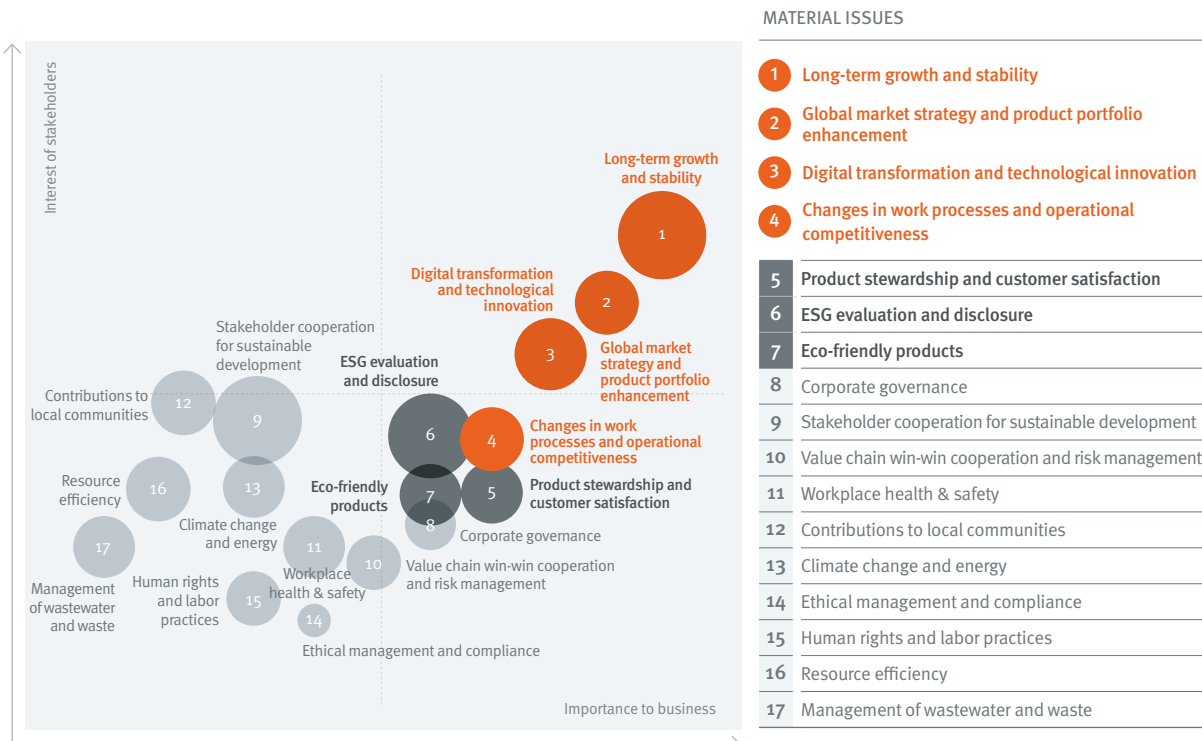 MATERIAL ISSUES
Interest of stakeholders
Long-term growth
and stability
1
Digital transformation
and technological
innovation
2
3
Global market
strategy and
product portfolio
enhancement
Stakeholder cooperation
for sustainable
development
ESG evaluation
and disclosure
Contributions to
local communities
12
9
6
4
Changes in work
processes and operational
competitiveness
Resource
efficiency
16
13
Eco-friendly
products
7
5
Product stewardship and
customer satisfaction
Climate change
and energy
8
Corporate governance
17
11
10
Value chain win-win cooperation
and risk management
Management
of wastewater
and waste
Human rights
and labor
practices
15
Workplace
health & safety
14
Ethical management and compliance
Importance to business
1 Long-term growth and stability
2 Global market strategy and product portfolio
enhancement
3 Digital transformation and technological innovation
4 Changes in work processes and operational
competitiveness
5 Product stewardship and customer satisfaction
6 ESG evaluation and disclosure
7 Eco-friendly products
8 Corporate governance
9 Stakeholder cooperation for sustainable development
10 Value chain win-win cooperation and risk management
11 Workplace health & safety
12 Contributions to local communities
13 Climate change and energy
14 Ethical management and compliance
15 Human rights and labor practices
16 Resource efficiency
17 Management of wastewater and waste